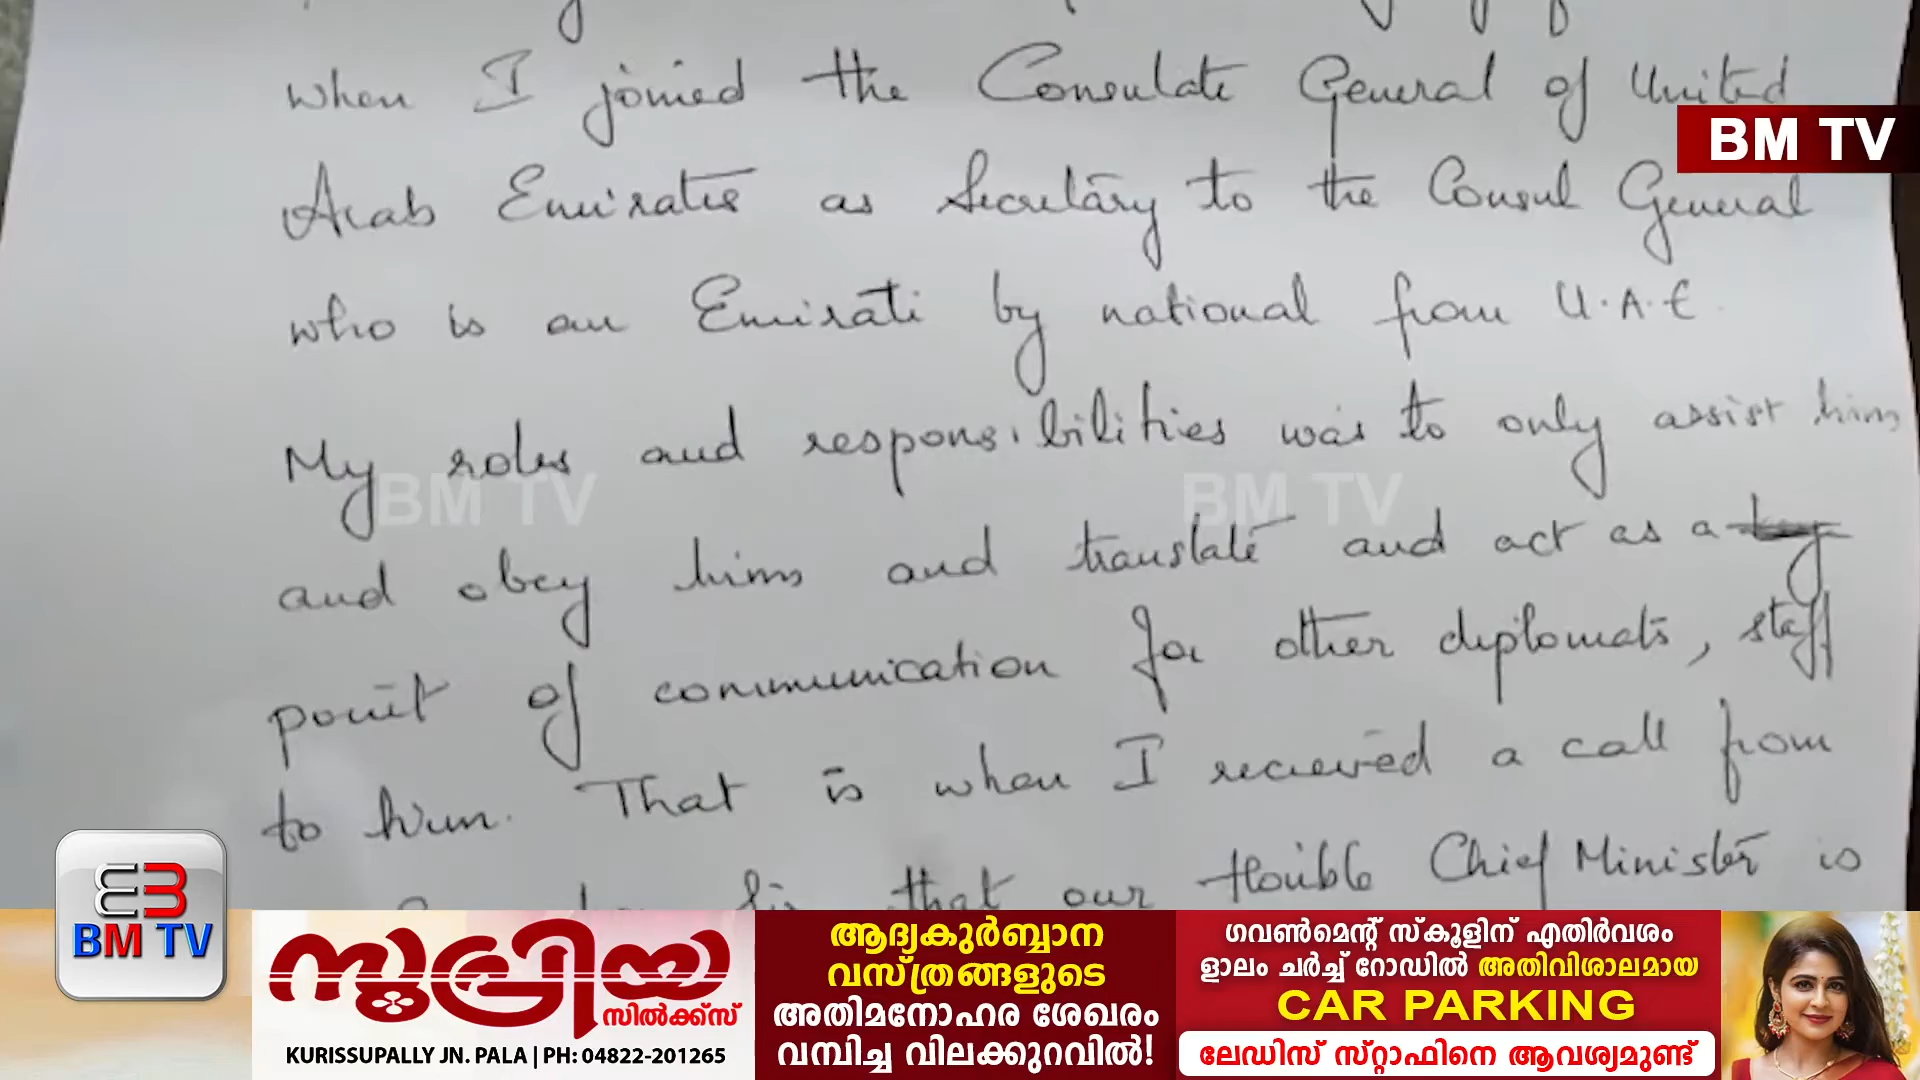 when I joined the Consulate General of United
BM TV
Arab Emirates as Secretary to the Consul General
who is an Emirati by national from U.A.E.
My roles and responsibilities was to only assist him
BM TV BM TV
and obey him and translate and act as a
point of communication for other diplomats, staff
to him. That is when I recieved a call from
that our Hon'ble Chief Minister is
BM TV
സുപ്രിയ
സിൽക്ക്സ്
KURISSUPALLY JN. PALA | PH: 04822-201265
ആദ്യകുർബ്ബാന
വസ്ത്രങ്ങളുടെ
അതിമനോഹര ശേഖരം
വമ്പിച്ച വിലക്കുറവിൽ!
ഗവൺമെന്റ് സ്കൂളിന് എതിർവശം
ളാലം ചർച്ച് റോഡിൽ അതിവിശാലമായ
CAR PARKING
ലേഡിസ് സ്റ്റാഫിനെ ആവശ്യമുണ്ട്